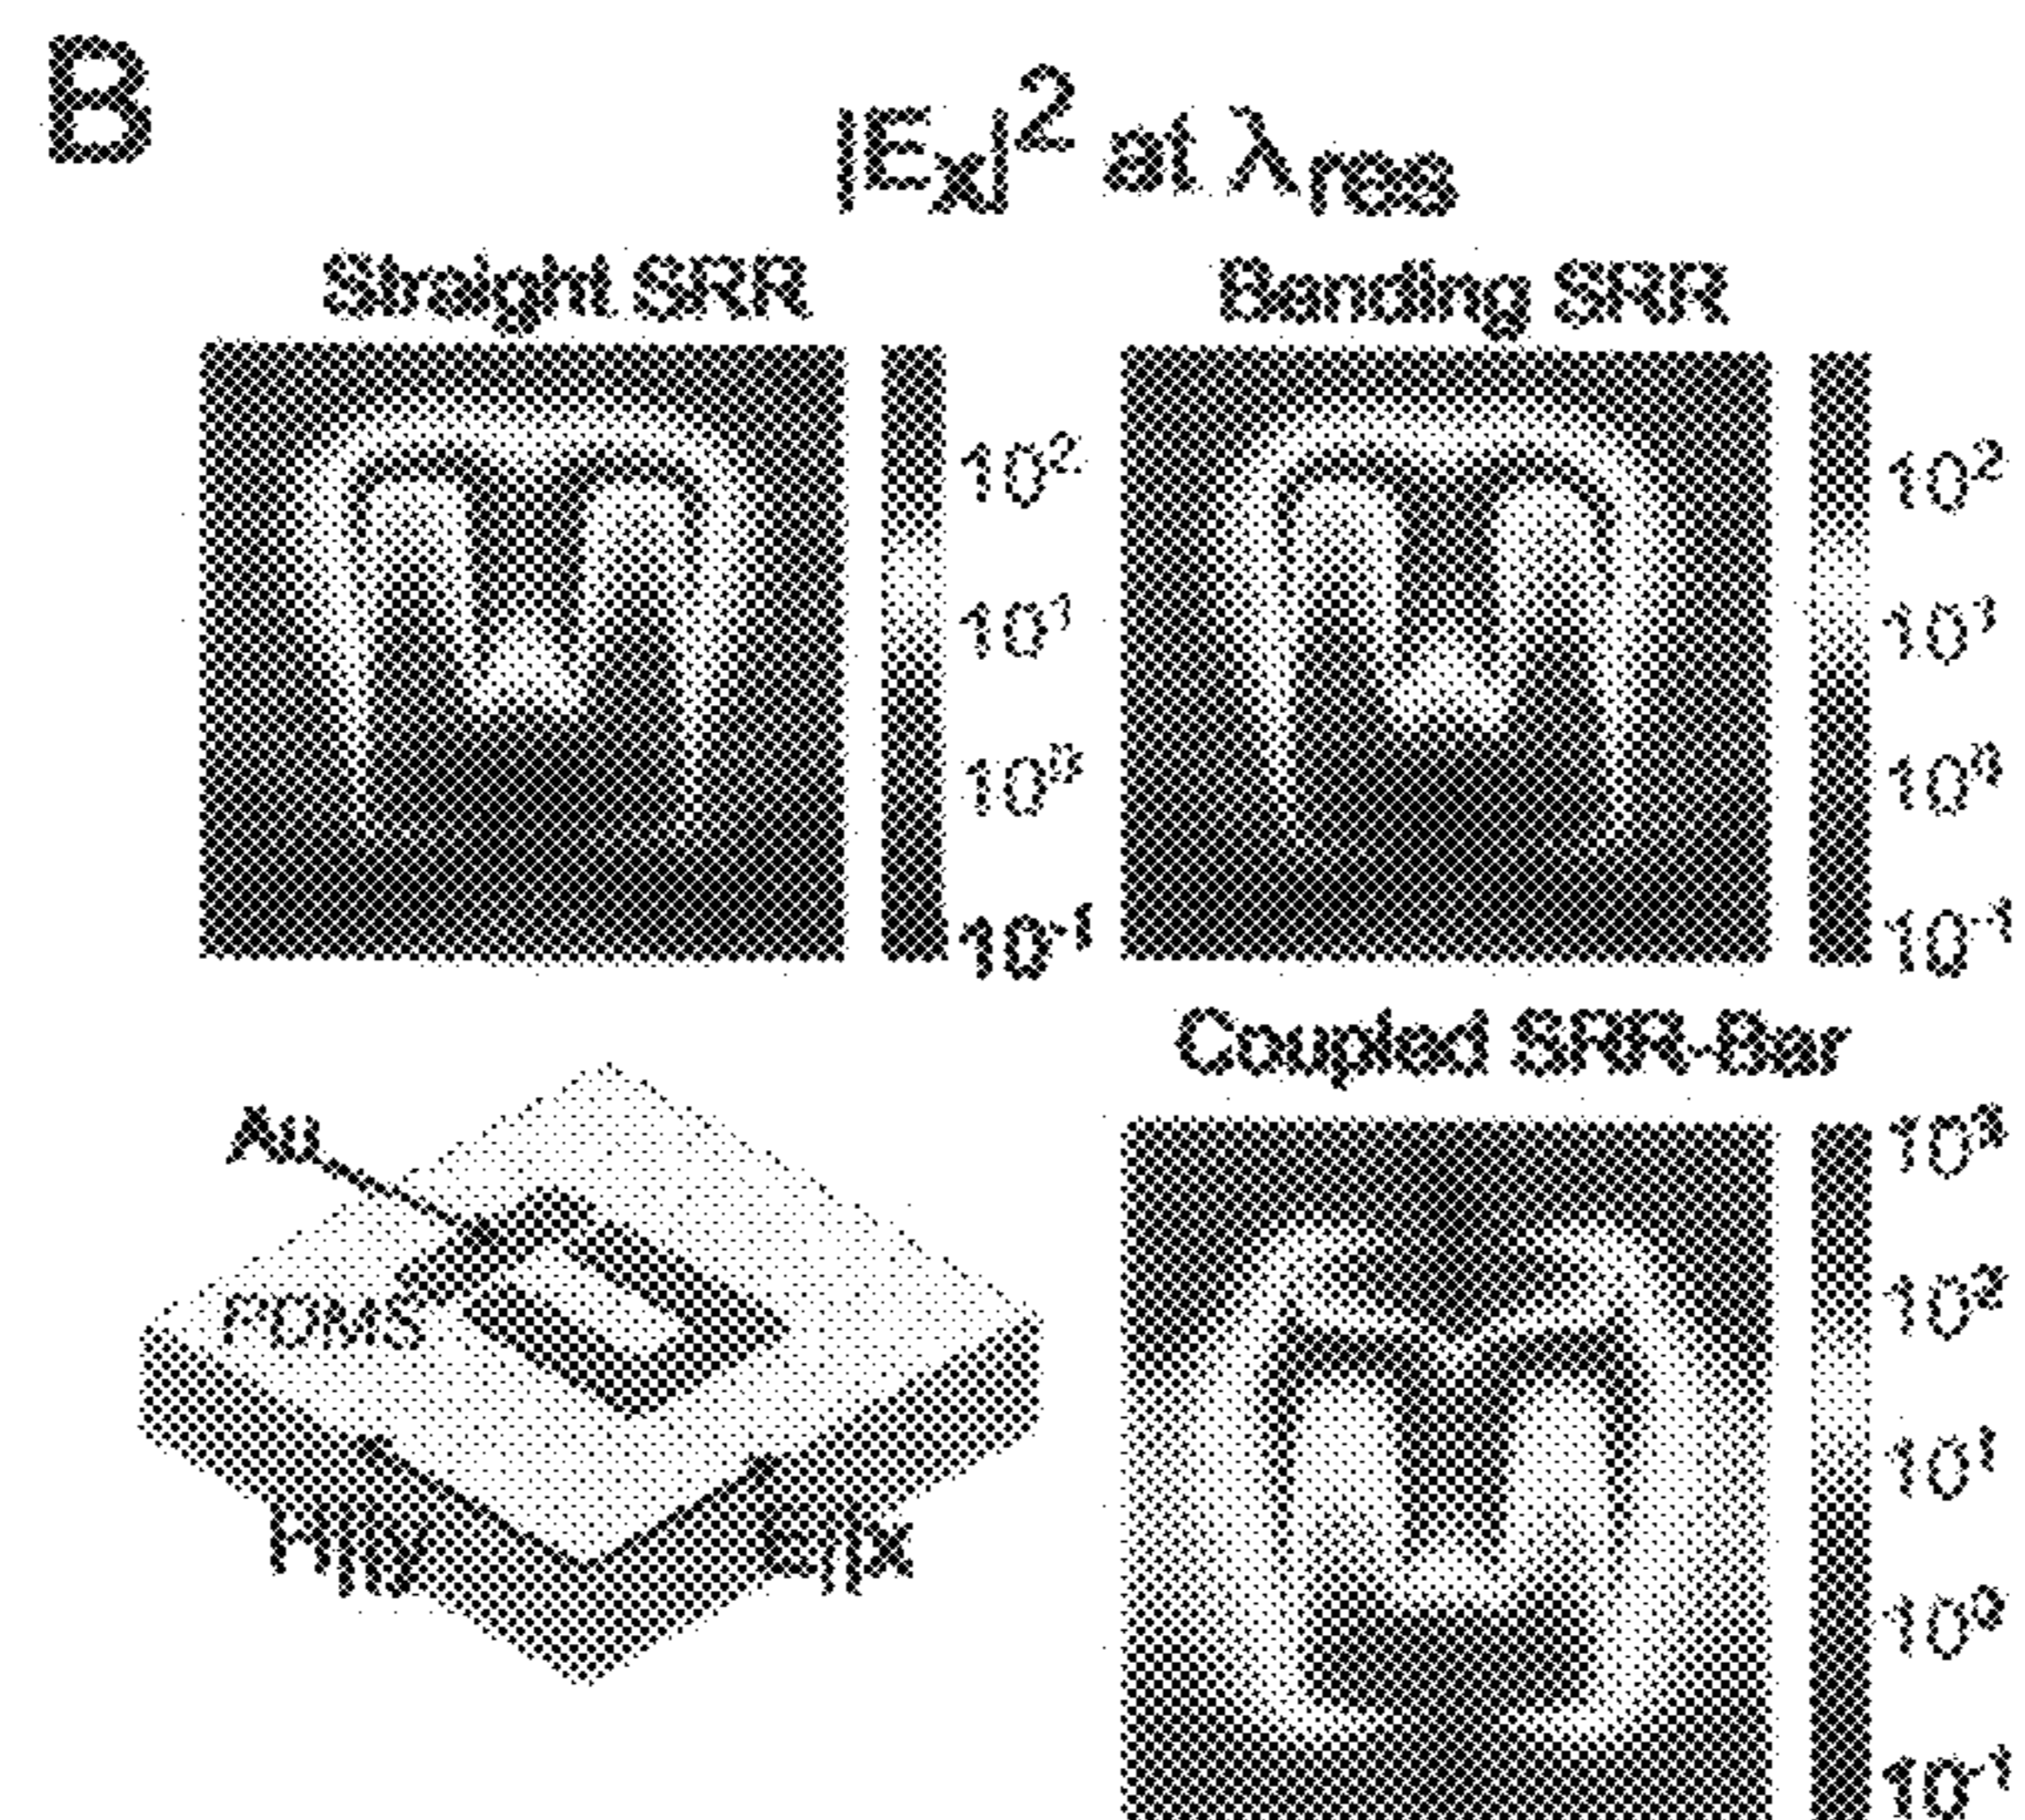 B
|Eₓ|² at λres
Straight SRR
Banding SRR
10²
10¹
10⁰
10⁻¹
10²
10¹
10⁰
10⁻¹
Au
PDMS
H||y
E||x
Coupled SRR-Bar
10³
10²
10¹
10⁰
10⁻¹